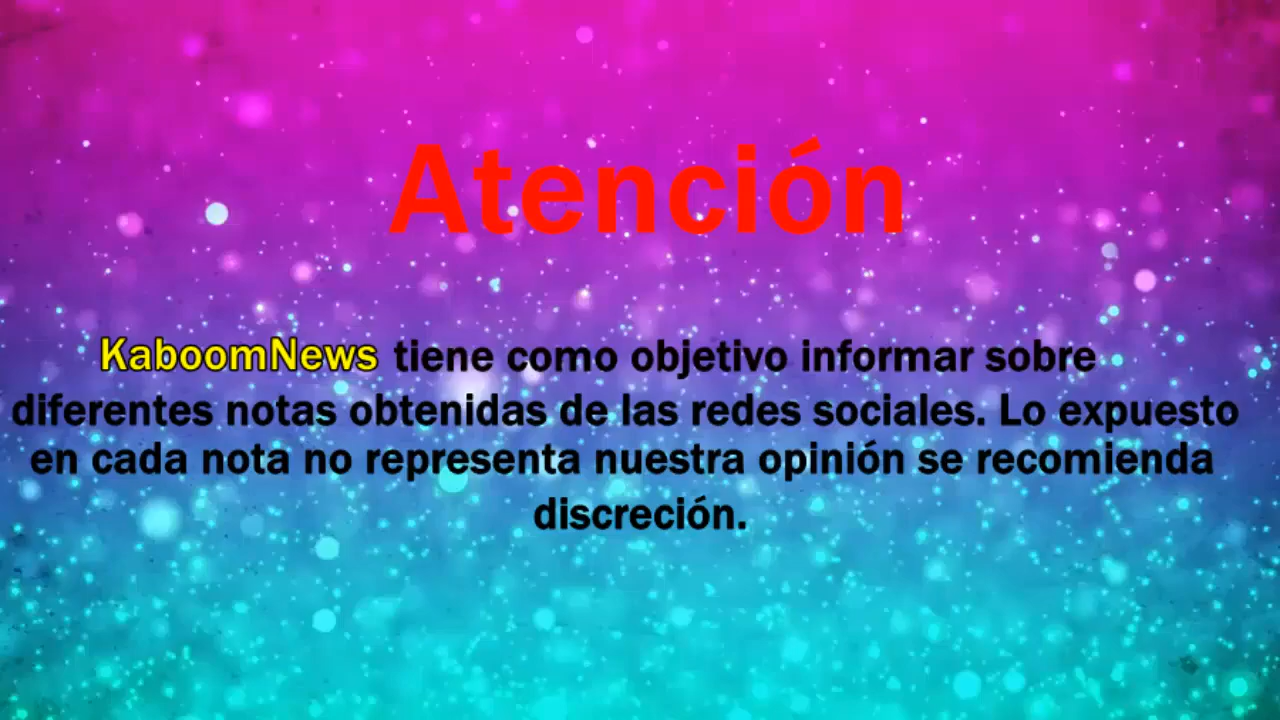 Atención
KaboomNews tiene como objetivo informar sobre
diferentes notas obtenidas de las redes sociales. Lo expuesto
en cada nota no representa nuestra opinión se recomienda
discreción.